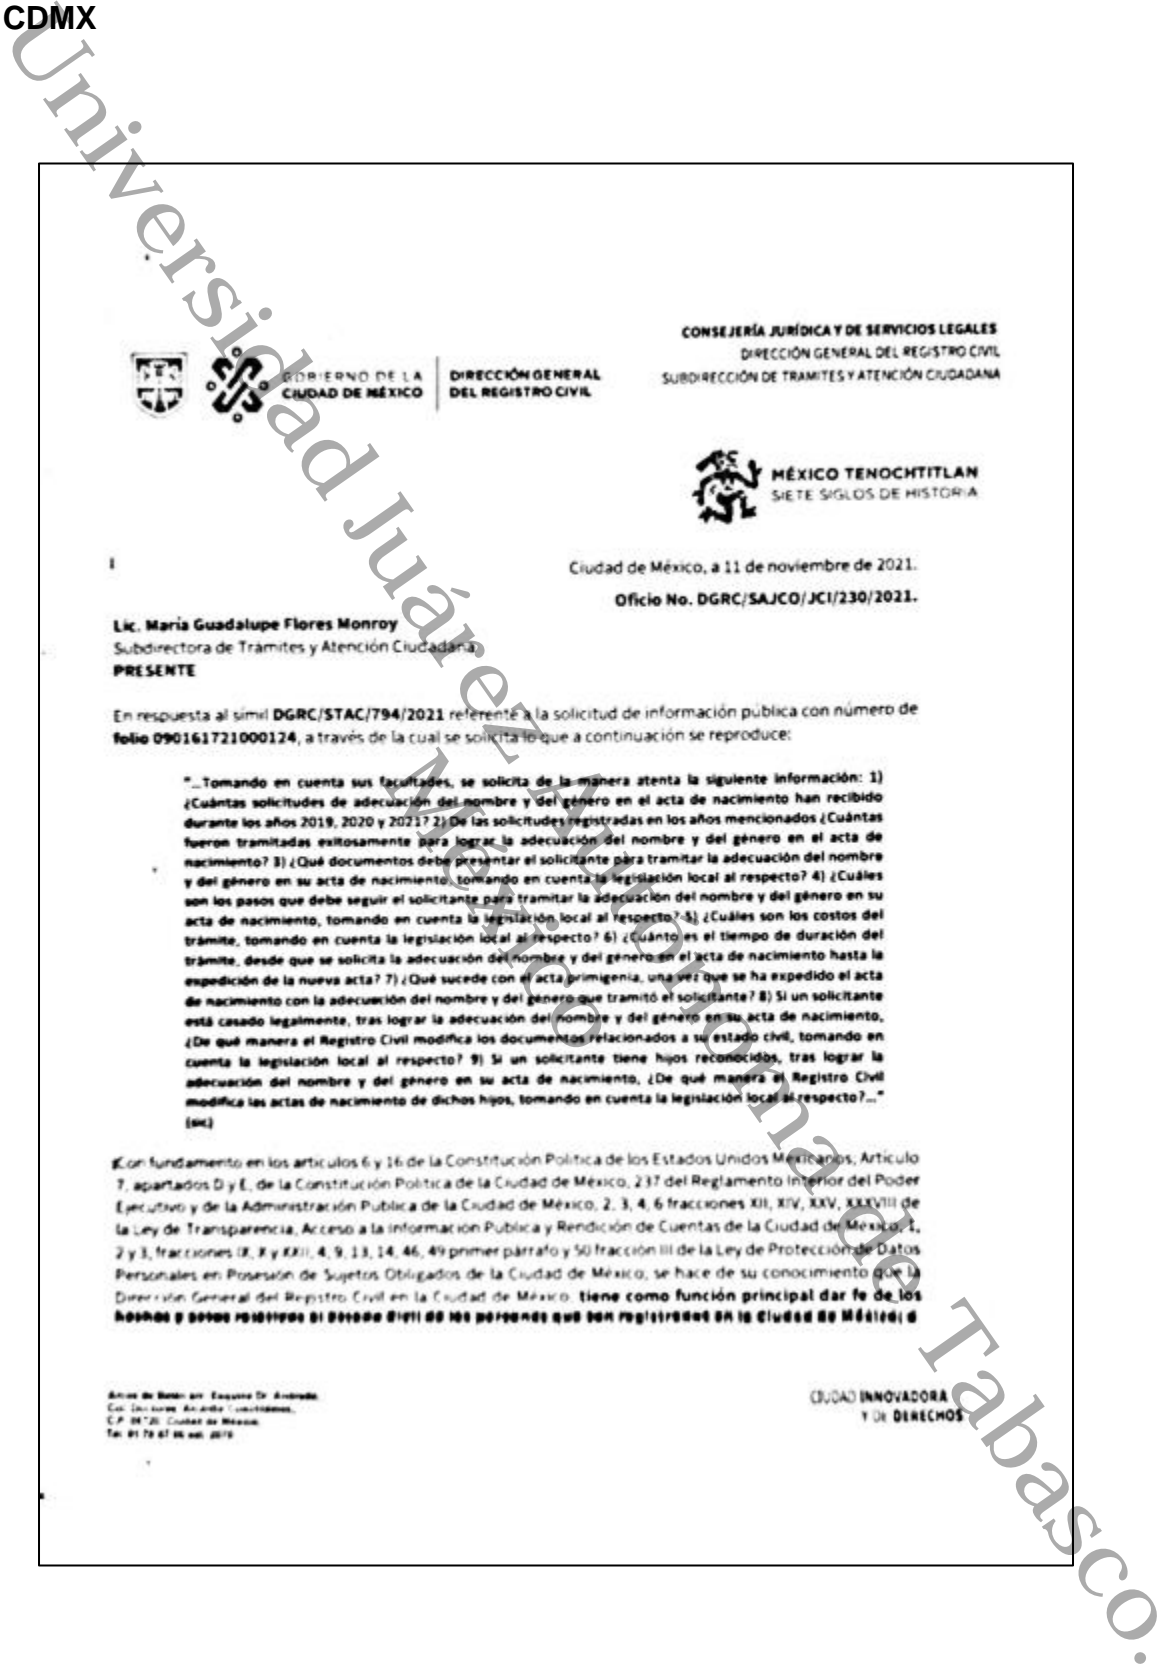 CDMX
CONSEJERÍA JURÍDICA Y DE SERVICIOS LEGALES
DIRECCIÓN GENERAL DEL REGISTRO CIVIL
SUBDIRECCIÓN DE TRAMITES Y ATENCIÓN CIUDADANA
GOBIERNO DE LA
CIUDAD DE MÉXICO
DIRECCIÓN GENERAL
DEL REGISTRO CIVIL
MÉXICO TENOCHTITLAN
SIETE SIGLOS DE HISTORIA
Ciudad de México, a 11 de noviembre de 2021.
Oficio No. DGRC/SAJCO/JCI/230/2021.
Lic. María Guadalupe Flores Monroy
Subdirectora de Trámites y Atención Ciudadana
PRESENTE
En respuesta al símil DGRC/STAC/794/2021 referente a la solicitud de información pública con número de
folio 090161721000124, a través de la cual se solicita lo que a continuación se reproduce:
"...Tomando en cuenta sus facultades, se solicita de la manera atenta la siguiente información: 1)
¿Cuántas solicitudes de adecuación del nombre y del género en el acta de nacimiento han recibido
durante los años 2019, 2020 y 2021? 2) De las solicitudes registradas en los años mencionados ¿Cuántas
fueron tramitadas exitosamente para lograr la adecuación del nombre y del género en el acta de
nacimiento? 3) ¿Qué documentos debe presentar el solicitante para tramitar la adecuación del nombre
y del género en su acta de nacimiento, tomando en cuenta la legislación local al respecto? 4) ¿Cuáles
son los pasos que debe seguir el solicitante para tramitar la adecuación del nombre y del género en su
acta de nacimiento, tomando en cuenta la legislación local al respecto? 5) ¿Cuáles son los costos del
trámite, tomando en cuenta la legislación local al respecto? 6) ¿Cuánto es el tiempo de duración del
trámite, desde que se solicita la adecuación del nombre y del género en el acta de nacimiento hasta la
expedición de la nueva acta? 7) ¿Qué sucede con el acta primigenia, una vez que se ha expedido el acta
de nacimiento con la adecuación del nombre y del género que tramitó el solicitante? 8) Si un solicitante
está casado legalmente, tras lograr la adecuación del nombre y del género en su acta de nacimiento,
¿De qué manera el Registro Civil modifica los documentos relacionados a su estado civil, tomando en
cuenta la legislación local al respecto? 9) Si un solicitante tiene hijos reconocidos, tras lograr la
adecuación del nombre y del género en su acta de nacimiento, ¿De qué manera el Registro Civil
modifica las actas de nacimiento de dichos hijos, tomando en cuenta la legislación local al respecto?..."
(sic)
Con fundamento en los artículos 6 y 16 de la Constitución Política de los Estados Unidos Mexicanos; Artículo
7, apartados D y E, de la Constitución Política de la Ciudad de México, 237 del Reglamento Interior del Poder
Ejecutivo y de la Administración Pública de la Ciudad de México, 2, 3, 4, 6 fracciones XII, XIV, XXV, XXXVIII de
la Ley de Transparencia, Acceso a la Información Pública y Rendición de Cuentas de la Ciudad de México, 1,
2 y 3, fracciones IX, X y XXII, 4, 9, 13, 14, 46, 49 primer párrafo y 50 fracción III de la Ley de Protección de Datos
Personales en Posesión de Sujetos Obligados de la Ciudad de México, se hace de su conocimiento que la
Dirección General del Registro Civil en la Ciudad de México, tiene como función principal dar fe de los
hechos y actos relativos al Estado Civil de las personas que son registradas en la Ciudad de México;
CIUDAD INNOVADORA
Y DE DERECHOS
Universidad Juárez Autónoma de Tabasco.
México